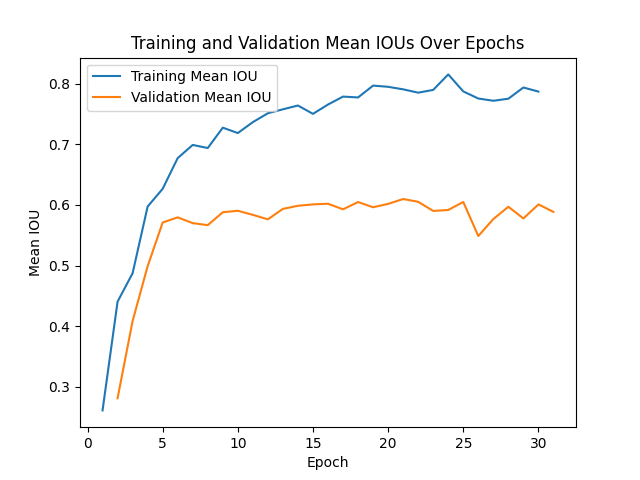 Training and Validation Mean IOUs Over Epochs
Training Mean IOU
Validation Mean IOU
0.8
0.7
0.6
0.5
0.4
0.3
Mean IOU
0 5 10 15 20 25 30
Epoch